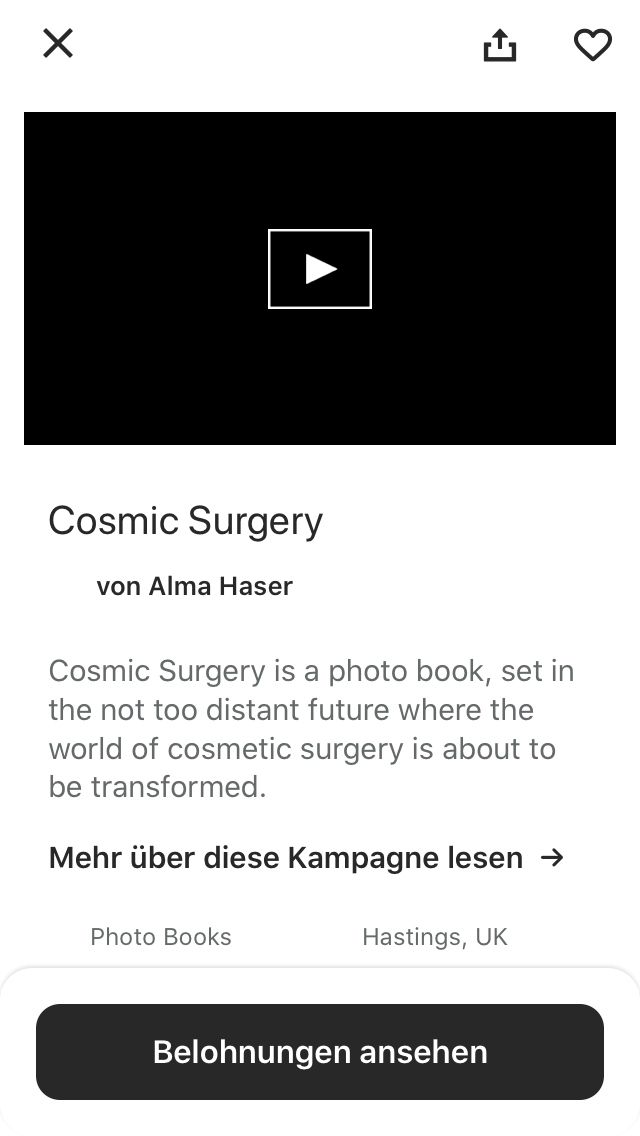 Cosmic Surgery
von Alma Haser
Cosmic Surgery is a photo book, set in
the not too distant future where the
world of cosmetic surgery is about to
be transformed.
Mehr über diese Kampagne lesen →
Photo Books
Hastings, UK
Belohnungen ansehen